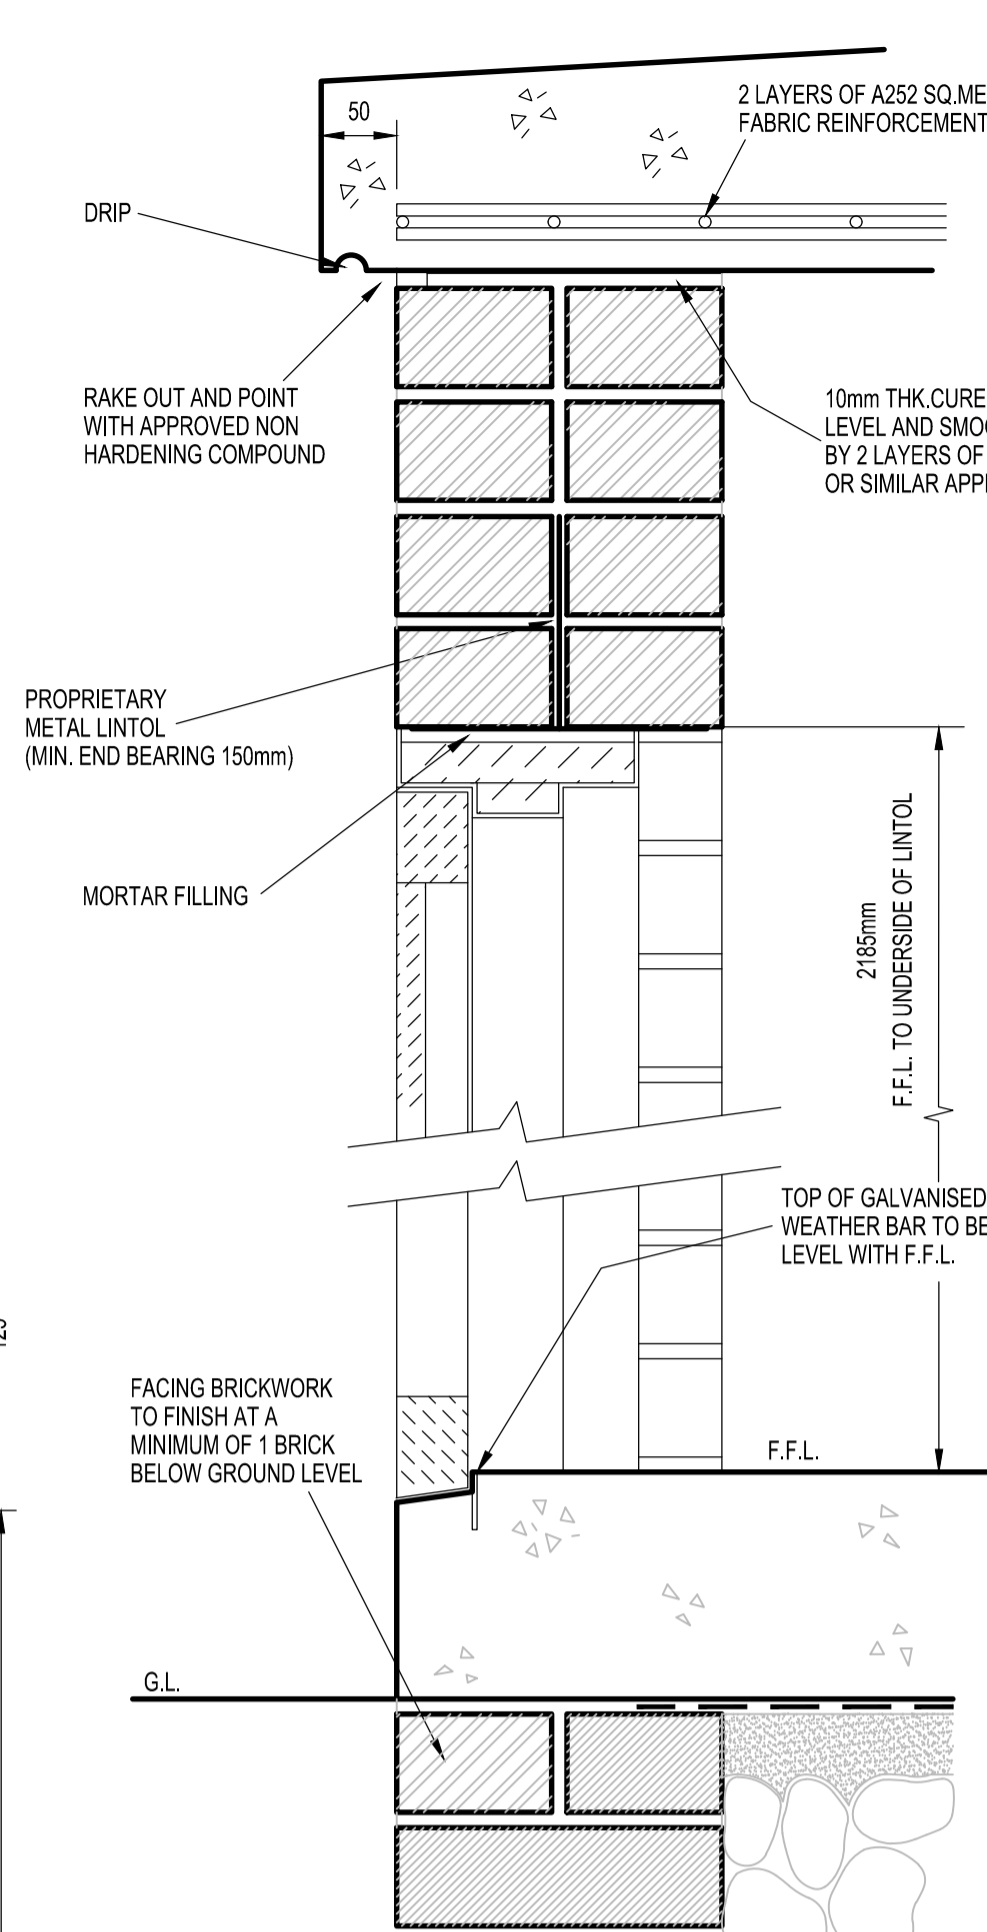 50
2 LAYERS OF A252 SQ.ME
FABRIC REINFORCEMENT
DRIP
RAKE OUT AND POINT
WITH APPROVED NON
HARDENING COMPOUND
10mm THK.CURE
LEVEL AND SMOO
BY 2 LAYERS OF
OR SIMILAR APP
PROPRIETARY
METAL LINTOL
(MIN. END BEARING 150mm)
MORTAR FILLING
2185mm
F.F.L. TO UNDERSIDE OF LINTOL
TOP OF GALVANISED
WEATHER BAR TO BE
LEVEL WITH F.F.L.
FACING BRICKWORK
TO FINISH AT A
MINIMUM OF 1 BRICK
BELOW GROUND LEVEL
F.F.L.
G.L.